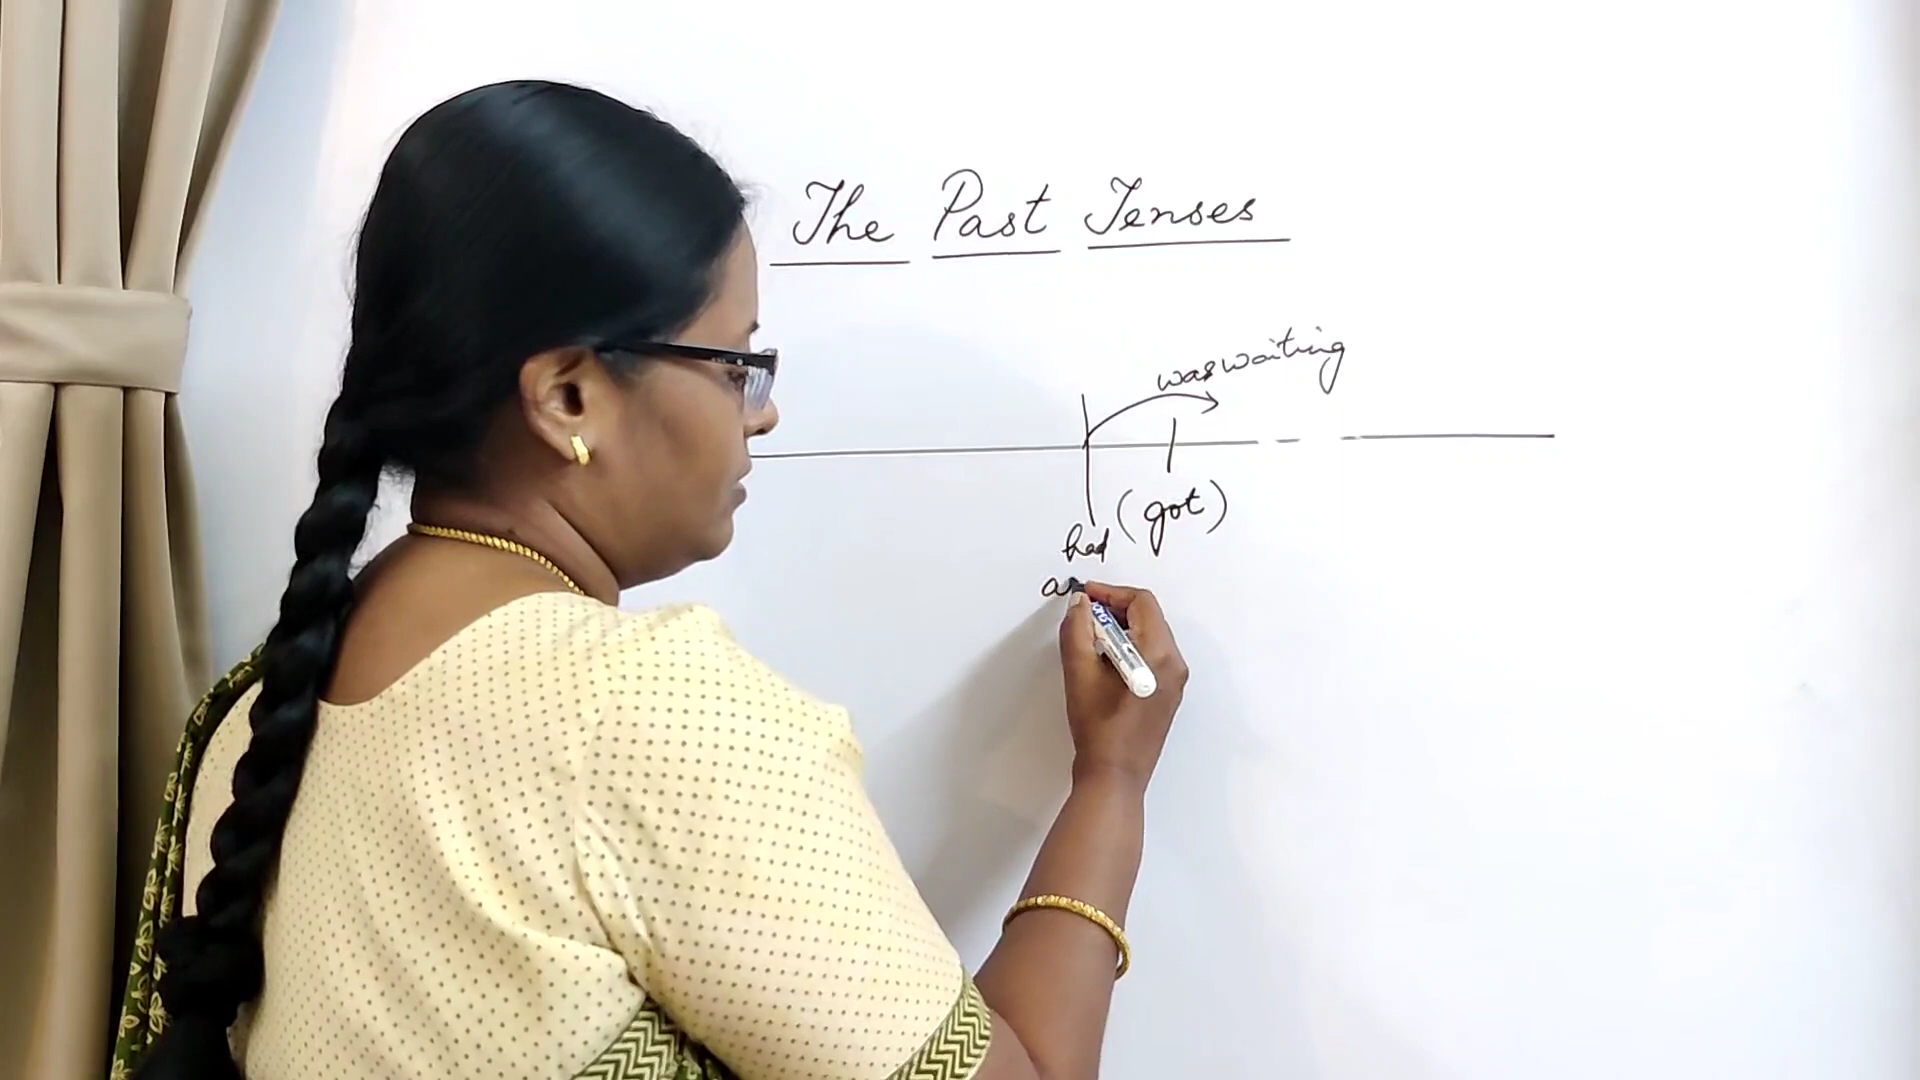 The Past Tenses
was waiting
(got)
had
a